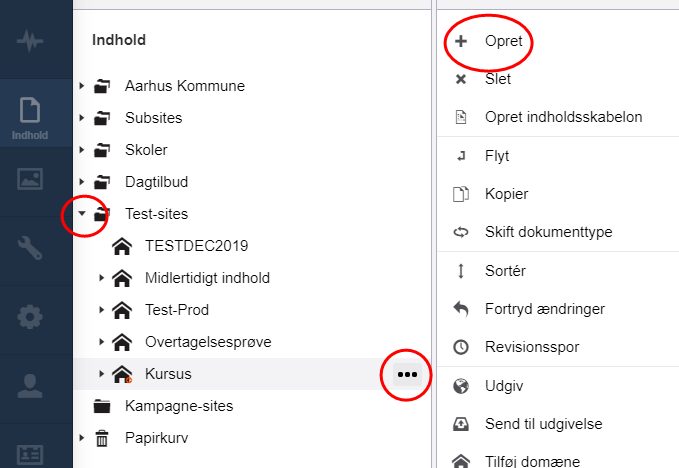 Indhold
Indhold
Aarhus Kommune
Subsites
Skoler
Dagtilbud
Test-sites
TESTDEC2019
Midlertidigt indhold
Test-Prod
Overtagelsesprøve
Kursus
Kampagne-sites
Papirkurv
Opret
Slet
Opret indholdsskabelon
Flyt
Kopier
Skift dokumenttype
Sortér
Fortryd ændringer
Revisionsspor
Udgiv
Send til udgivelse
Tilføj domæne